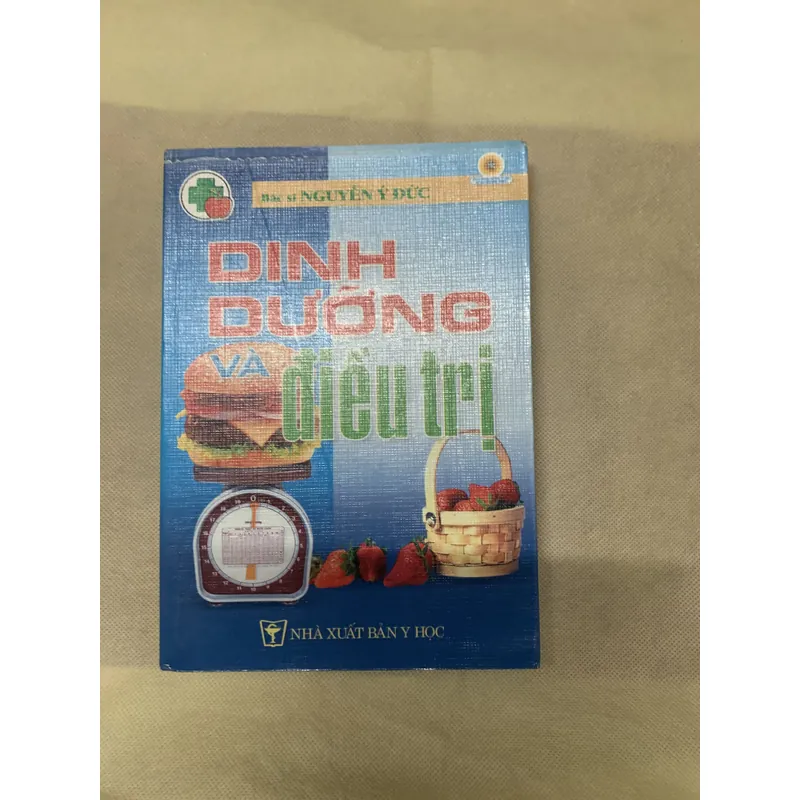 Bác sĩ NGUYỄN Ý ĐỨC
DINH
DƯỠNG
VÀ
điều trị
NHÀ XUẤT BẢN Y HỌC